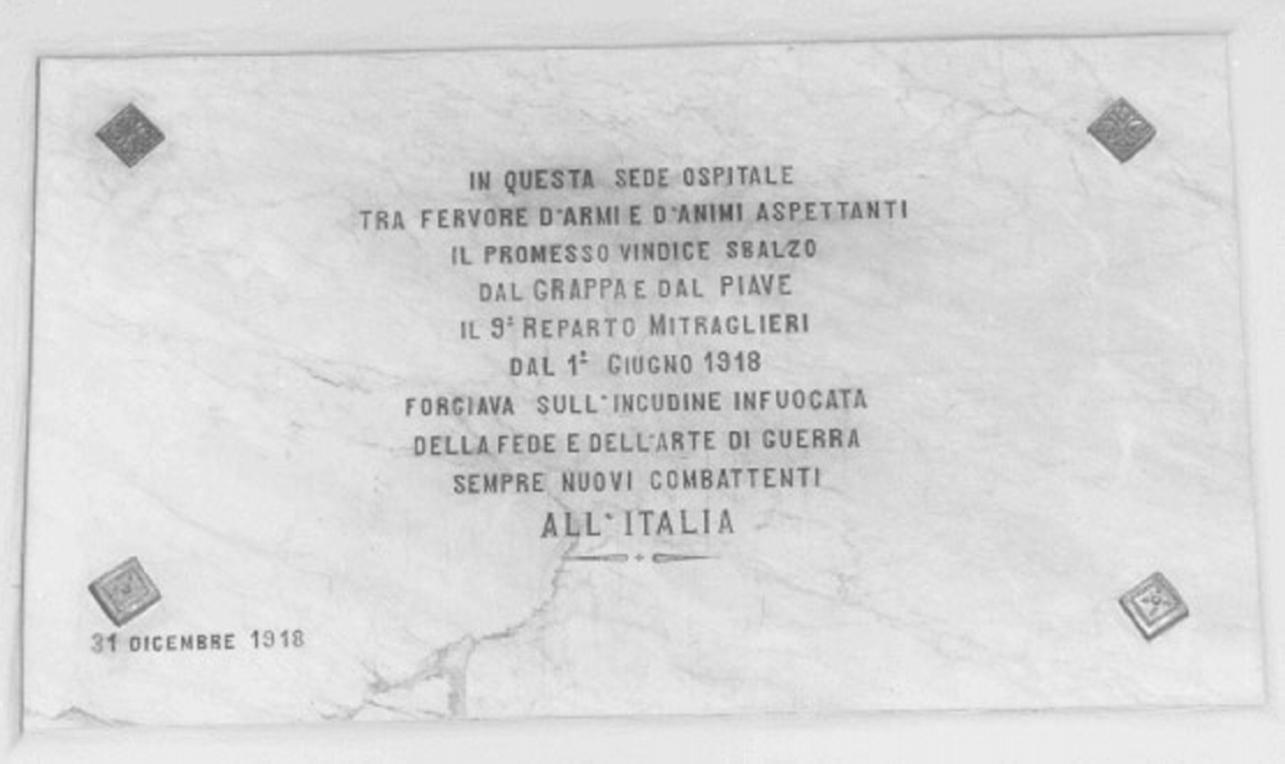 IN QUESTA SEDE OSPITALE
TRA FERVORE D'ARMI E D'ANIMI ASPETTANTI
IL PROMESSO VINDICE SBALZO
DAL GRAPPA E DAL PIAVE
IL 9º REPARTO MITRAGLIERI
DAL 1º GIUGNO 1918
FORGIAVA SULL'INCUDINE INFUOCATA
DELLA FEDE E DELL'ARTE DI GUERRA
SEMPRE NUOVI COMBATTENTI
ALL'ITALIA
31 DICEMBRE 1918